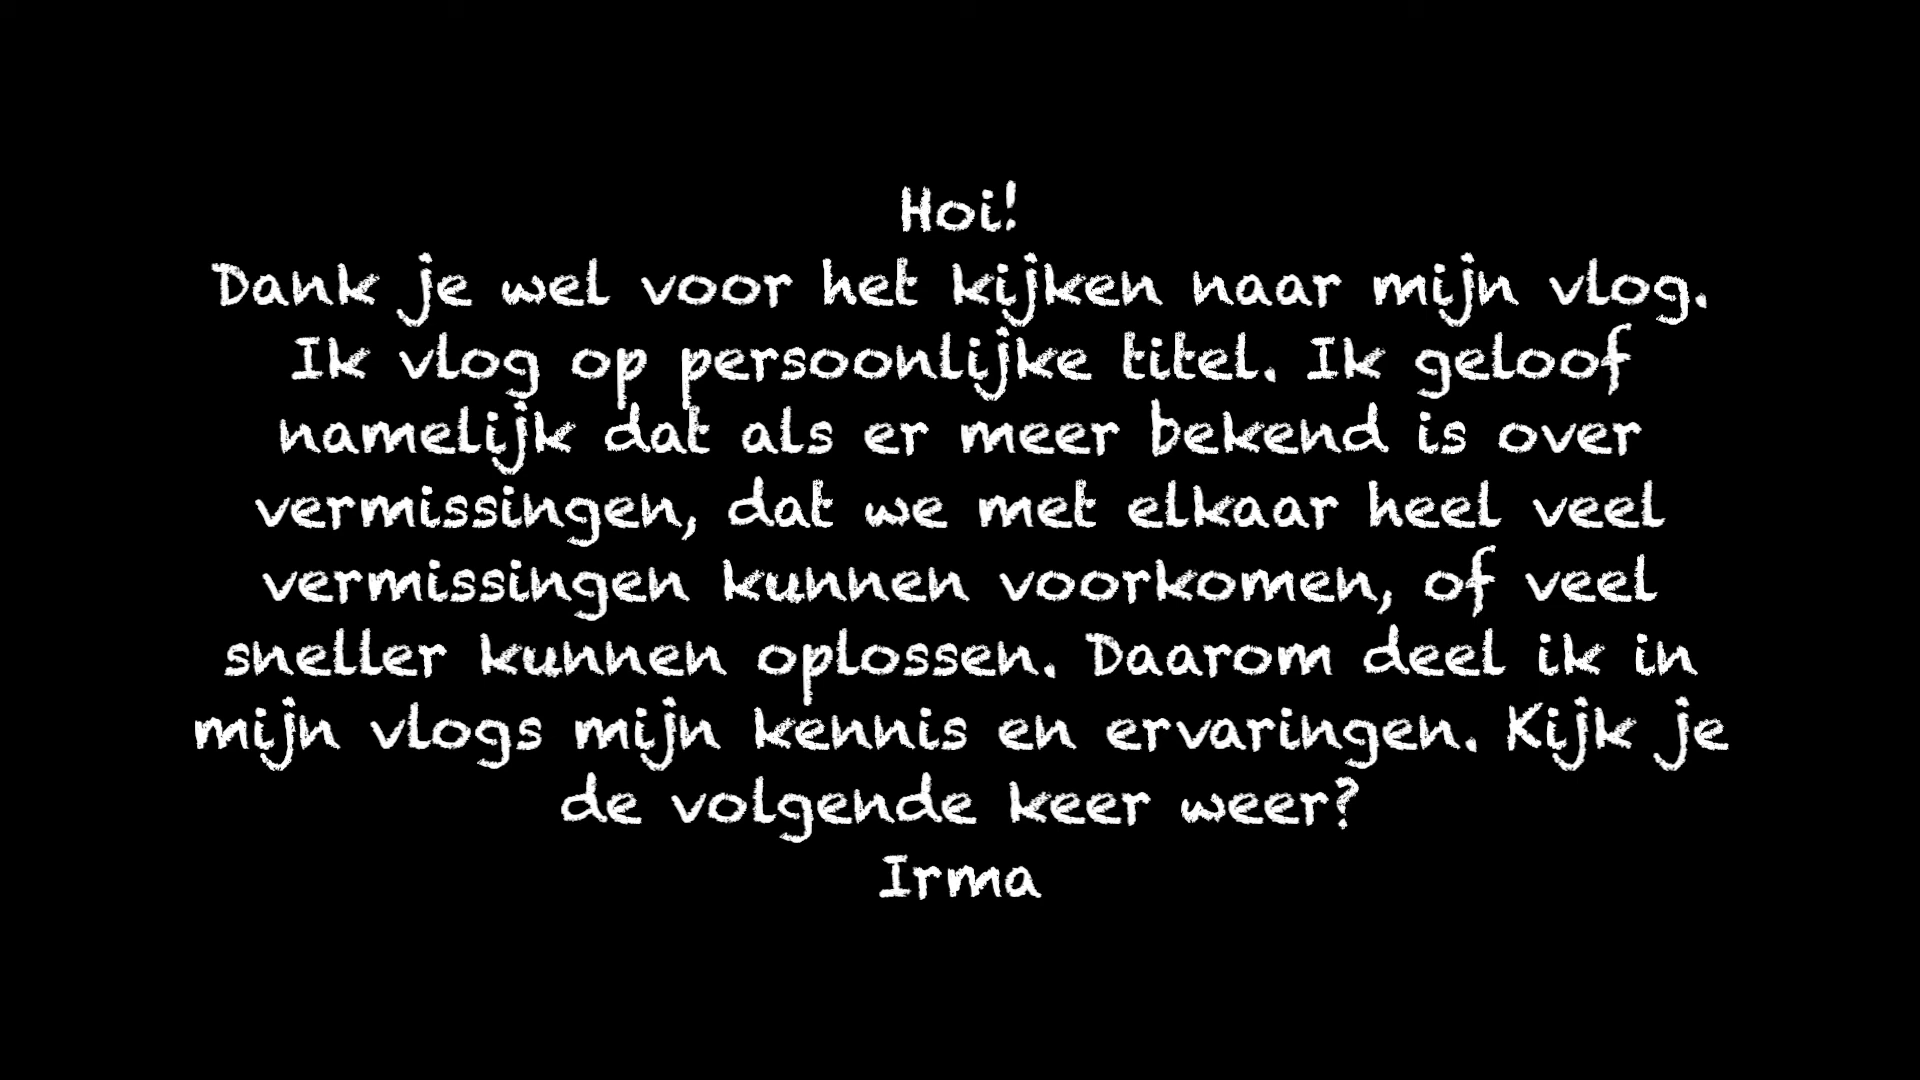 Hoi!
Dank je wel voor het kijken naar mijn vlog.
Ik vlog op persoonlijke titel. Ik geloof
namelijk dat als er meer bekend is over
vermissingen, dat we met elkaar heel veel
vermissingen kunnen voorkomen, of veel
sneller kunnen oplossen. Daarom deel ik in
mijn vlogs mijn kennis en ervaringen. Kijk je
de volgende keer weer?
Irma